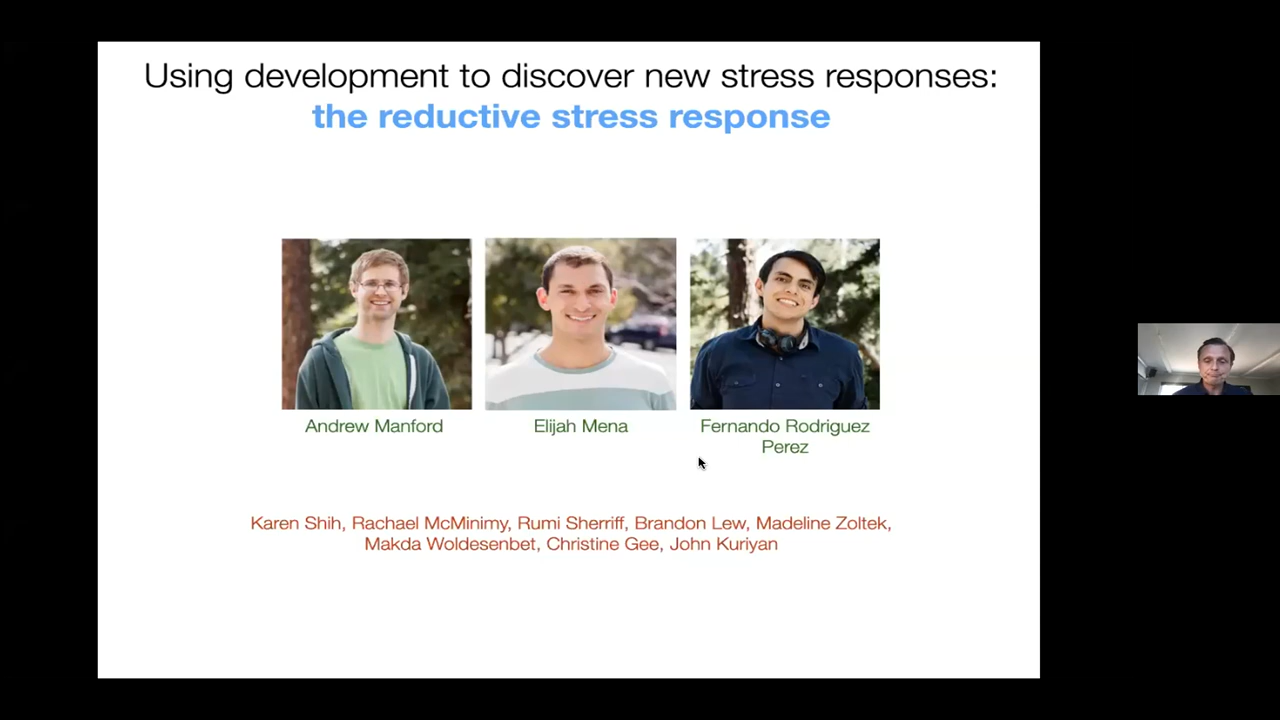 Using development to discover new stress responses:
the reductive stress response
Andrew Manford
Elijah Mena
Fernando Rodriguez
Perez
Karen Shih, Rachael McMinimy, Rumi Sherriff, Brandon Lew, Madeline Zoltek,
Makda Woldesenbet, Christine Gee, John Kuriyan